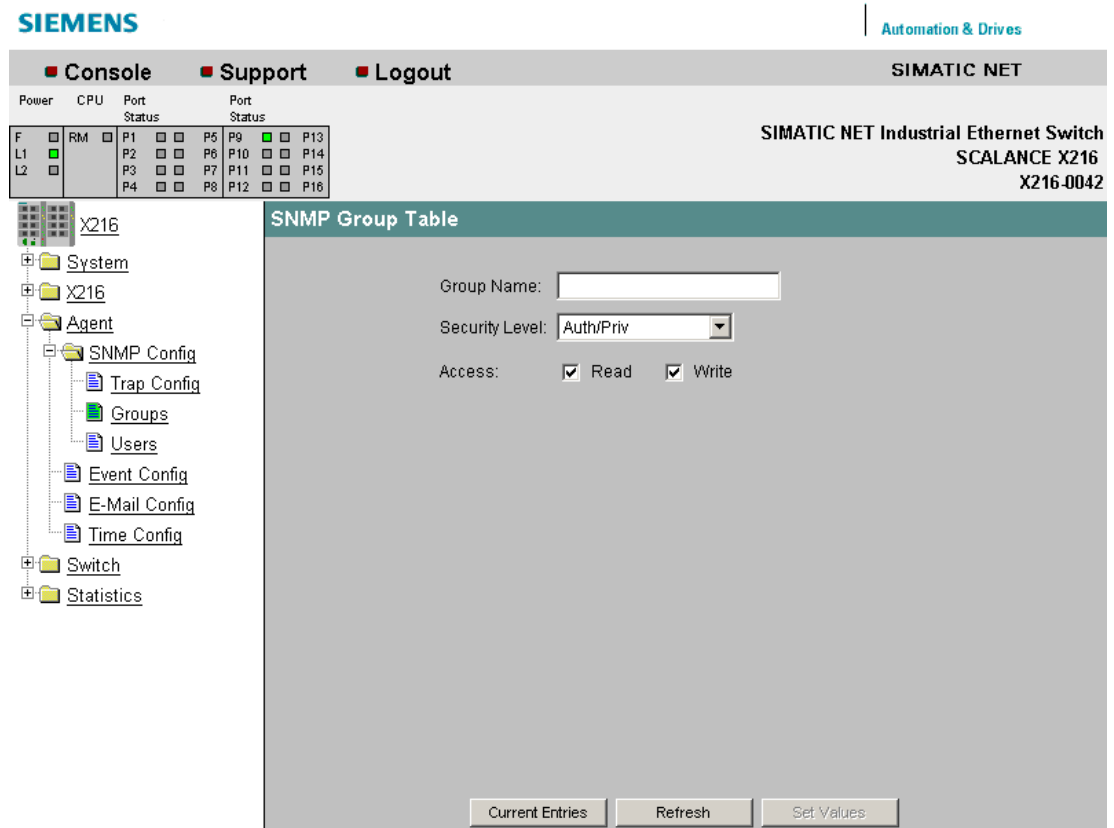 SIEMENS
Automation & Drives
Console Support Logout SIMATIC NET
Power CPU Port Status Port Status
F RM P1 P5 P9 P13
L1 P2 P6 P10 P14
L2 P3 P7 P11 P15
P4 P8 P12 P16
SIMATIC NET Industrial Ethernet Switch
SCALANCE X216
X216-0042
X216
System
X216
Agent
SNMP Config
Trap Config
Groups
Users
Event Config
E-Mail Config
Time Config
Switch
Statistics
SNMP Group Table
Group Name:
Security Level: Auth/Priv
Access: Read Write
Current Entries Refresh Set Values